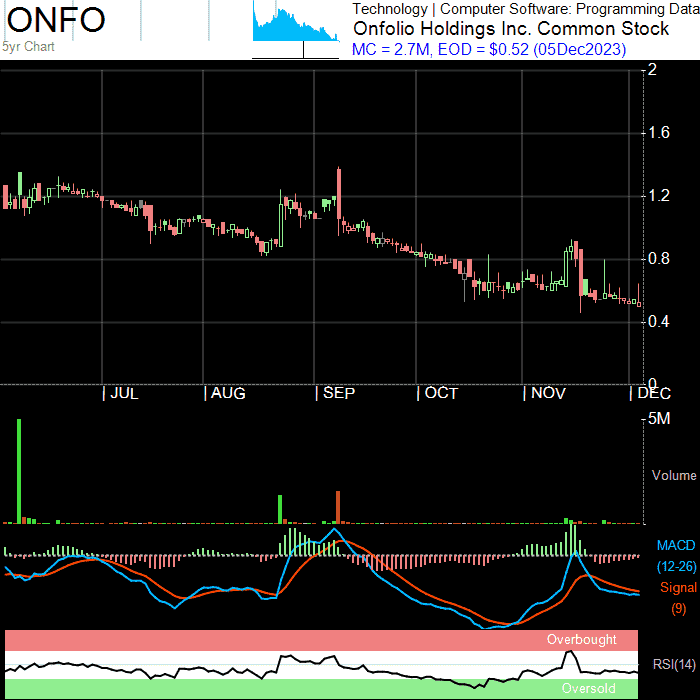 ONFO
5yr Chart
Technology | Computer Software: Programming Data
Onfolio Holdings Inc. Common Stock
MC = 2.7M, EOD = $0.52 (05Dec2023)
2
1.6
1.2
0.8
0.4
0
JUL
AUG
SEP
OCT
NOV
DEC
5M
Volume
MACD
(12-26)
Signal
(9)
Overbought
RSI(14)
Oversold